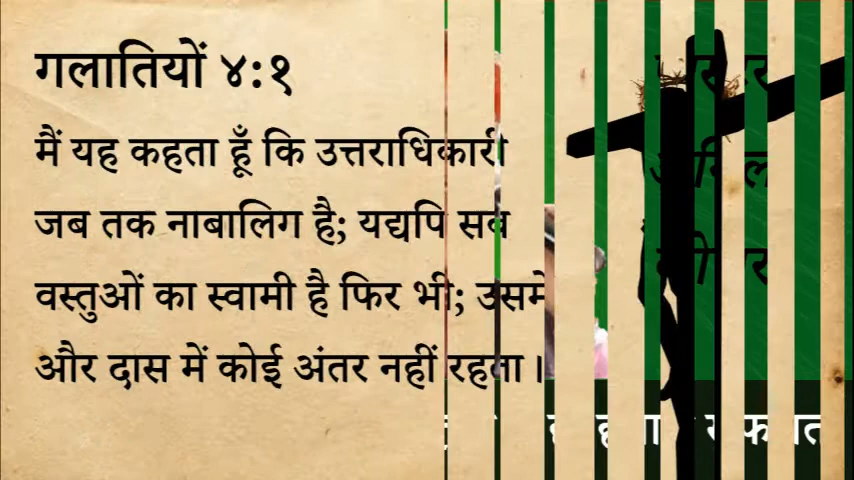 गलातियों ४:१
मैं यह कहता हूँ कि उत्तराधिकारी
जब तक नाबालिग है; यद्यपि सब
वस्तुओं का स्वामी है फिर भी; उसमें
और दास में कोई अंतर नहीं रहता।